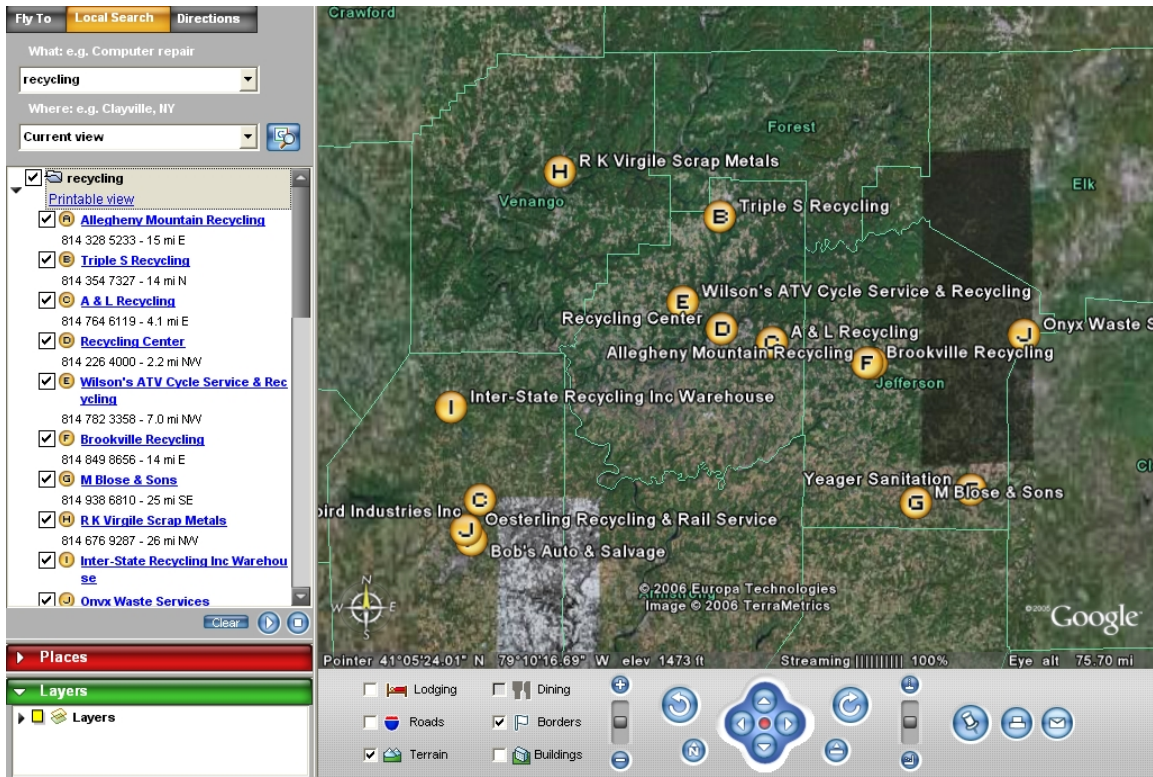 Fly To
Local Search
Directions
What: e.g. Computer repair
recycling
Where: e.g. Clayville, NY
Current view
recycling
Printable view
A Allegheny Mountain Recycling
814 328 5233 - 15 mi E
B Triple S Recycling
814 354 7327 - 14 mi N
C A & L Recycling
814 764 6119 - 4.1 mi E
D Recycling Center
814 226 4000 - 2.2 mi NW
E Wilson's ATV Cycle Service & Rec
ycling
814 782 3358 - 7.0 mi NW
F Brookville Recycling
814 849 8656 - 14 mi E
G M Blose & Sons
814 938 6810 - 25 mi SE
H R K Virgile Scrap Metals
814 676 9287 - 26 mi NW
I Inter-State Recycling Inc Warehou
se
J Onyx Waste Services
Clear
Places
Layers
Layers
Crawford
Forest
Elk
H R K Virgile Scrap Metals
Venango
B Triple S Recycling
E Wilson's ATV Cycle Service & Recycling
Recycling Center D
C A & L Recycling
J Onyx Waste S
Allegheny Mountain Recycling
F Brookville Recycling
Jefferson
I Inter-State Recycling Inc Warehouse
Cl
Yeager Sanitation
G M Blose & Sons
C
bird Industries Inc
J Oesterling Recycling & Rail Service
Bob's Auto & Salvage
Armstrong
© 2006 Europa Technologies
Image © 2006 TerraMetrics
N
W E
S
© 2005 Google
Pointer 41°05'24.01" N 79°10'16.69" W elev 1473 ft
Streaming |||||||||| 100%
Eye alt 75.70 mi
Lodging
Dining
Roads
Borders
Terrain
Buildings
N